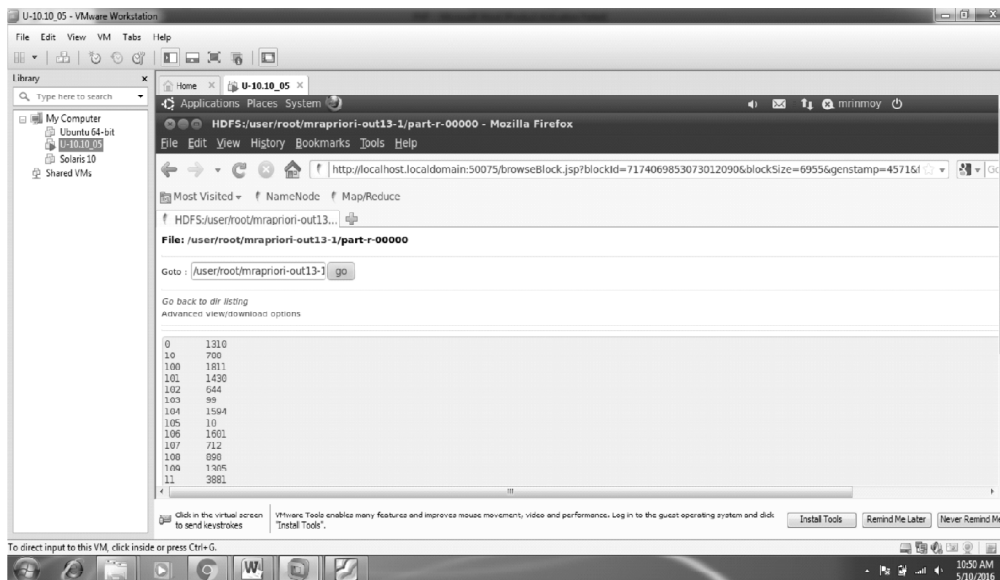 U-10.10_05 - VMware Workstation
File Edit View VM Tabs Help
Library
Type here to search
My Computer
Ubuntu 64-bit
U-10.10_05
Solaris 10
Shared VMs
Home
U-10.10_05
Applications Places System
mrinmoy
HDFS:/user/root/mrapriori-out13-1/part-r-00000 - Mozilla Firefox
File Edit View History Bookmarks Tools Help
http://localhost.localdomain:50075/browseBlock.jsp?blockId=7174069853073012090&blockSize=6955&genstamp=4571&
Most Visited NameNode Map/Reduce
HDFS:/user/root/mrapriori-out13...
File: /user/root/mrapriori-out13-1/part-r-00000
Goto : /user/root/mrapriori-out13-1 go
Go back to dir listing
Advanced view/download options
0 1310
10 700
100 1811
101 1430
102 644
103 99
104 1594
105 10
106 1601
107 712
108 898
109 1305
11 3881
Click in the virtual screen
to send keystrokes
VMware Tools enables many features and improves mouse movement, video and performance. Log in to the guest operating system and click
"Install Tools".
Install Tools
Remind Me Later
Never Remind Me
To direct input to this VM, click inside or press Ctrl+G.
10:50 AM
5/10/2016